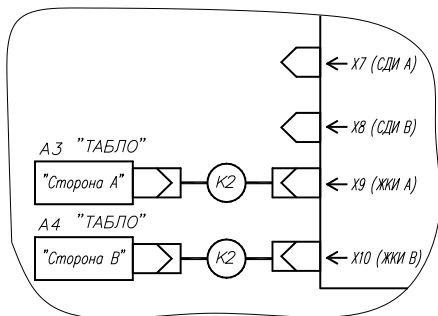 X7 (СДИ А)
X8 (СДИ В)
А3 "ТАБЛО"
"Сторона А"
К2
X9 (ЖКИ А)
А4 "ТАБЛО"
"Сторона В"
К2
X10 (ЖКИ В)